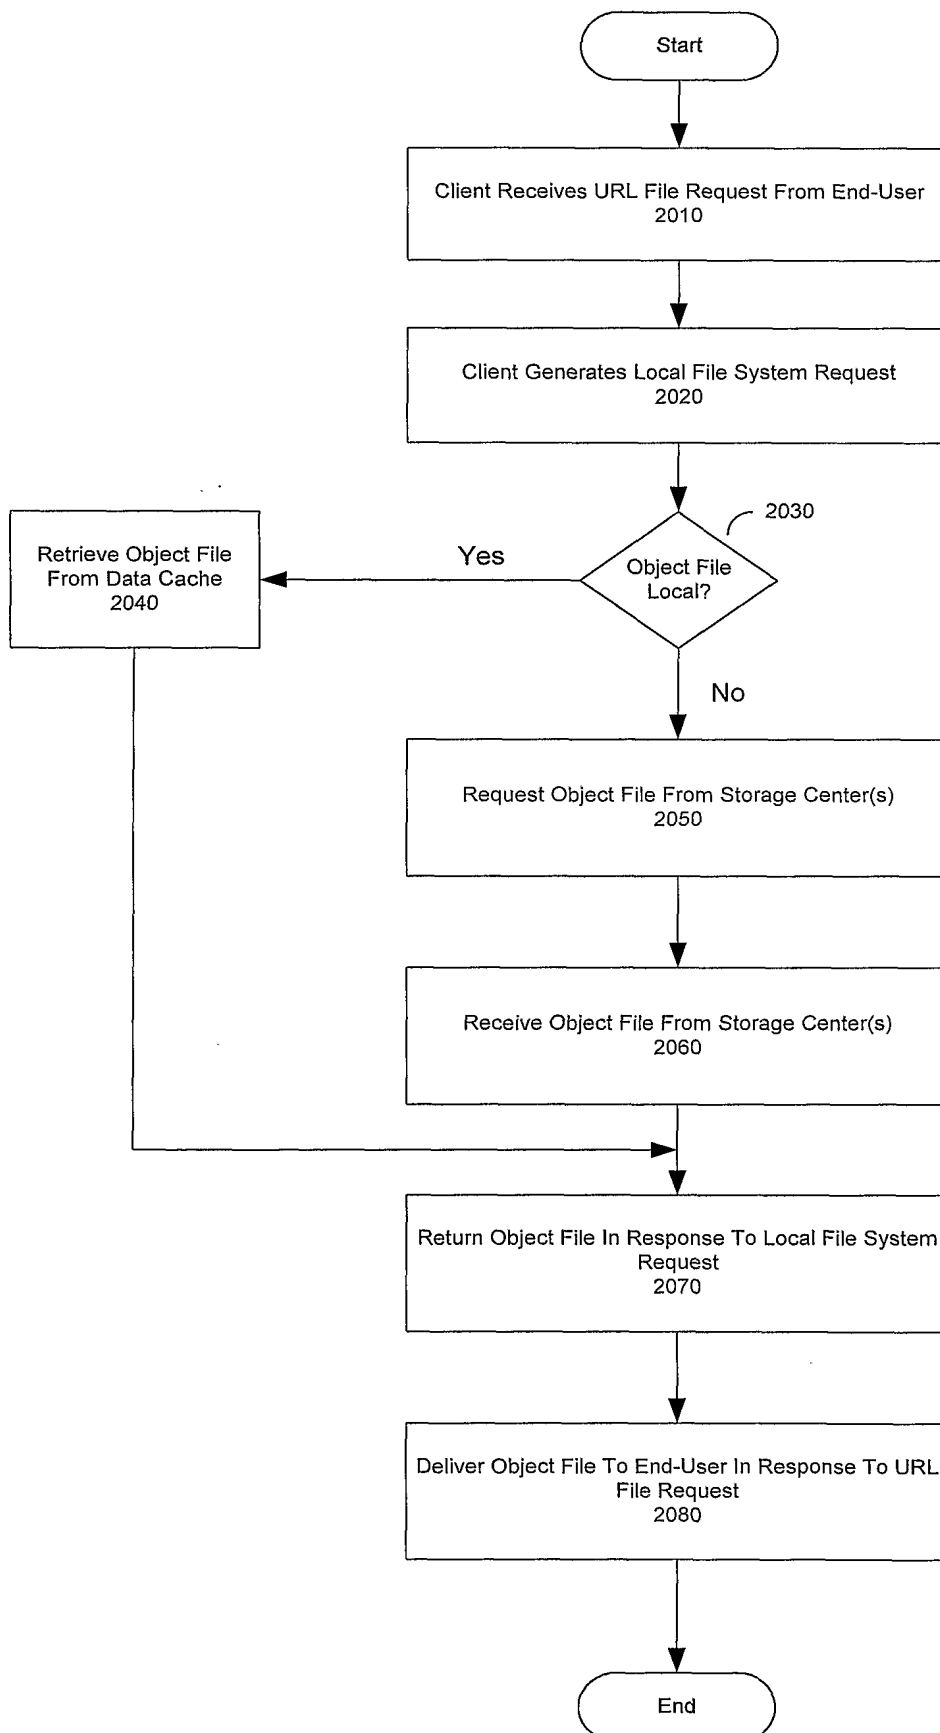 Start
Client Receives URL File Request From End-User
2010
Client Generates Local File System Request
2020
2030
Object File
Local?
Yes
Retrieve Object File
From Data Cache
2040
No
Request Object File From Storage Center(s)
2050
Receive Object File From Storage Center(s)
2060
Return Object File In Response To Local File System
Request
2070
Deliver Object File To End-User In Response To URL
File Request
2080
End